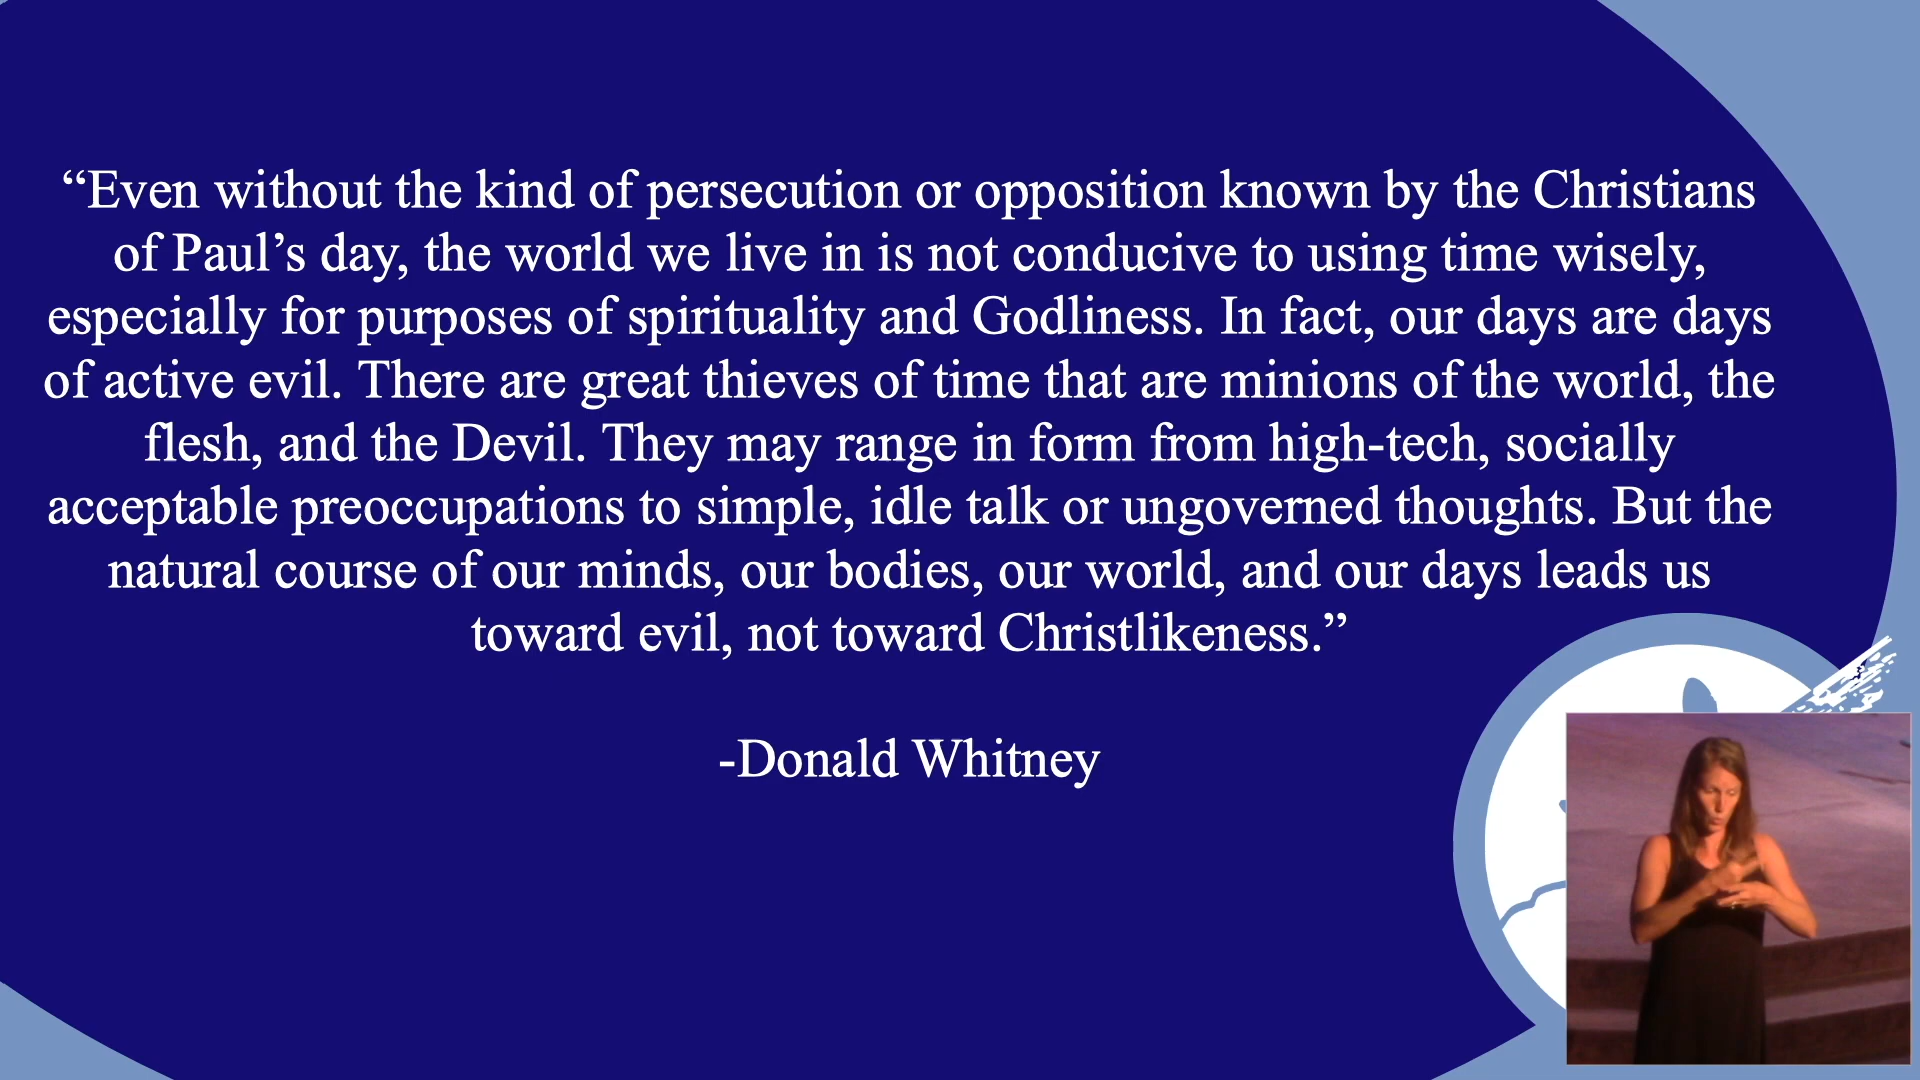 “Even without the kind of persecution or opposition known by the Christians
of Paul’s day, the world we live in is not conducive to using time wisely,
especially for purposes of spirituality and Godliness. In fact, our days are days
of active evil. There are great thieves of time that are minions of the world, the
flesh, and the Devil. They may range in form from high-tech, socially
acceptable preoccupations to simple, idle talk or ungoverned thoughts. But the
natural course of our minds, our bodies, our world, and our days leads us
toward evil, not toward Christlikeness.”
-Donald Whitney